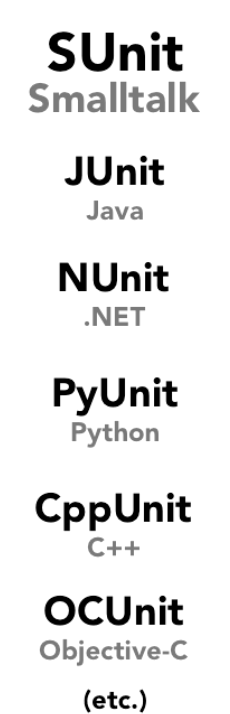 SUnit
Smalltalk
JUnit
Java
NUnit
.NET
PyUnit
Python
CppUnit
C++
OCUnit
Objective-C
(etc.)